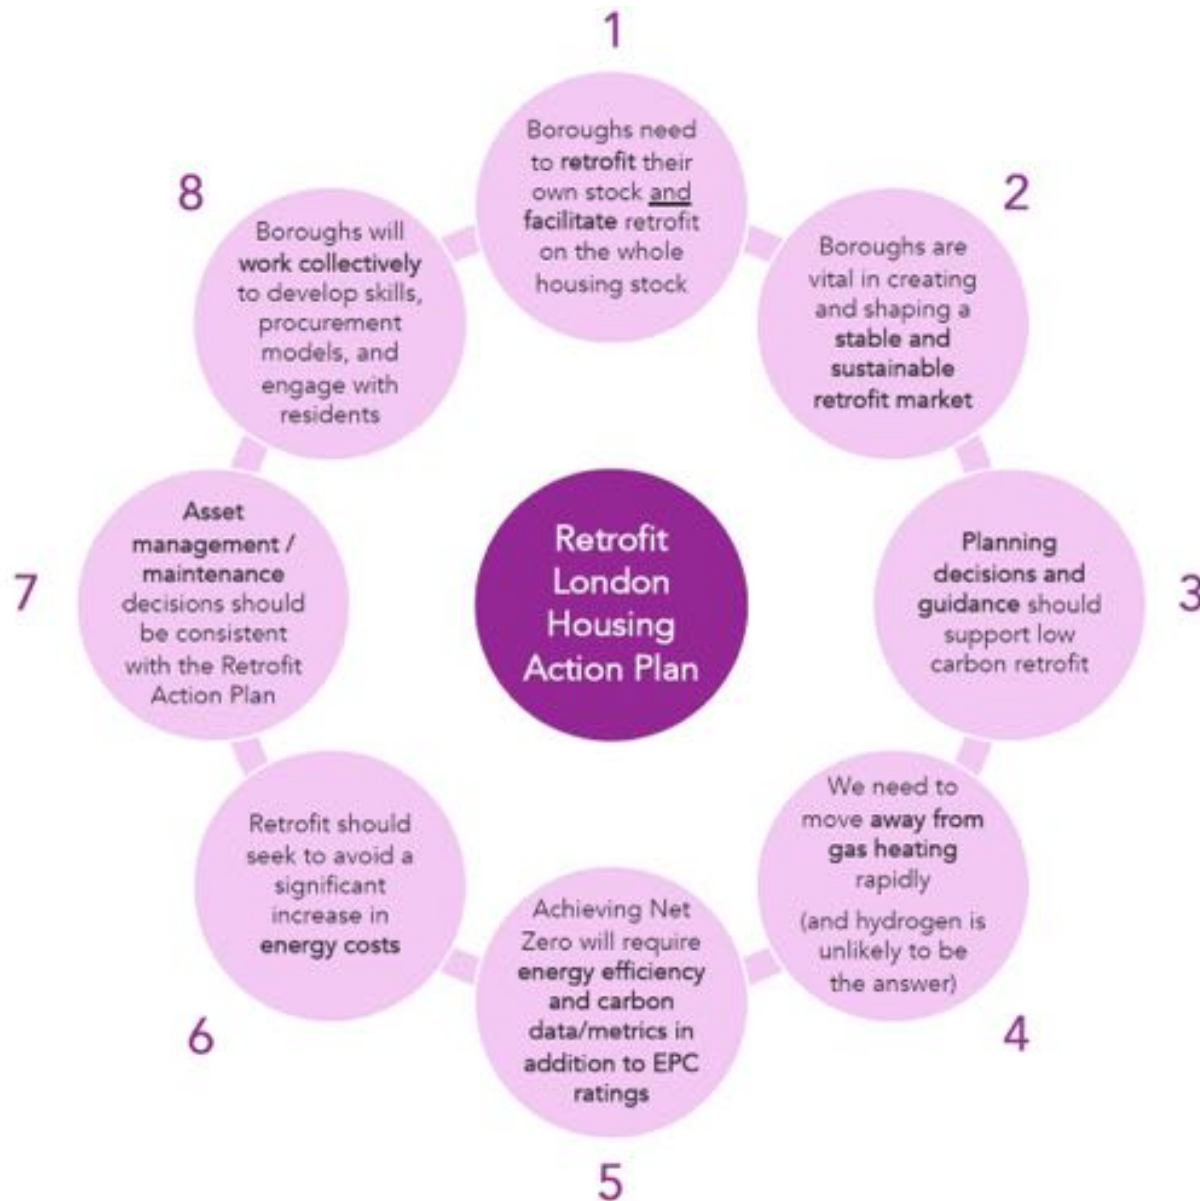 1
Boroughs need
to retrofit their
own stock and
facilitate retrofit
on the whole
housing stock
2
Boroughs are
vital in creating
and shaping a
stable and
sustainable
retrofit market
3
Planning
decisions and
guidance should
support low
carbon retrofit
4
We need to
move away from
gas heating
rapidly
(and hydrogen is
unlikely to be
the answer)
5
Achieving Net
Zero will require
energy efficiency
and carbon
data/metrics in
addition to EPC
ratings
6
Retrofit should
seek to avoid a
significant
increase in
energy costs
7
Asset
management /
maintenance
decisions should
be consistent
with the Retrofit
Action Plan
8
Boroughs will
work collectively
to develop skills,
procurement
models, and
engage with
residents
Retrofit
London
Housing
Action Plan